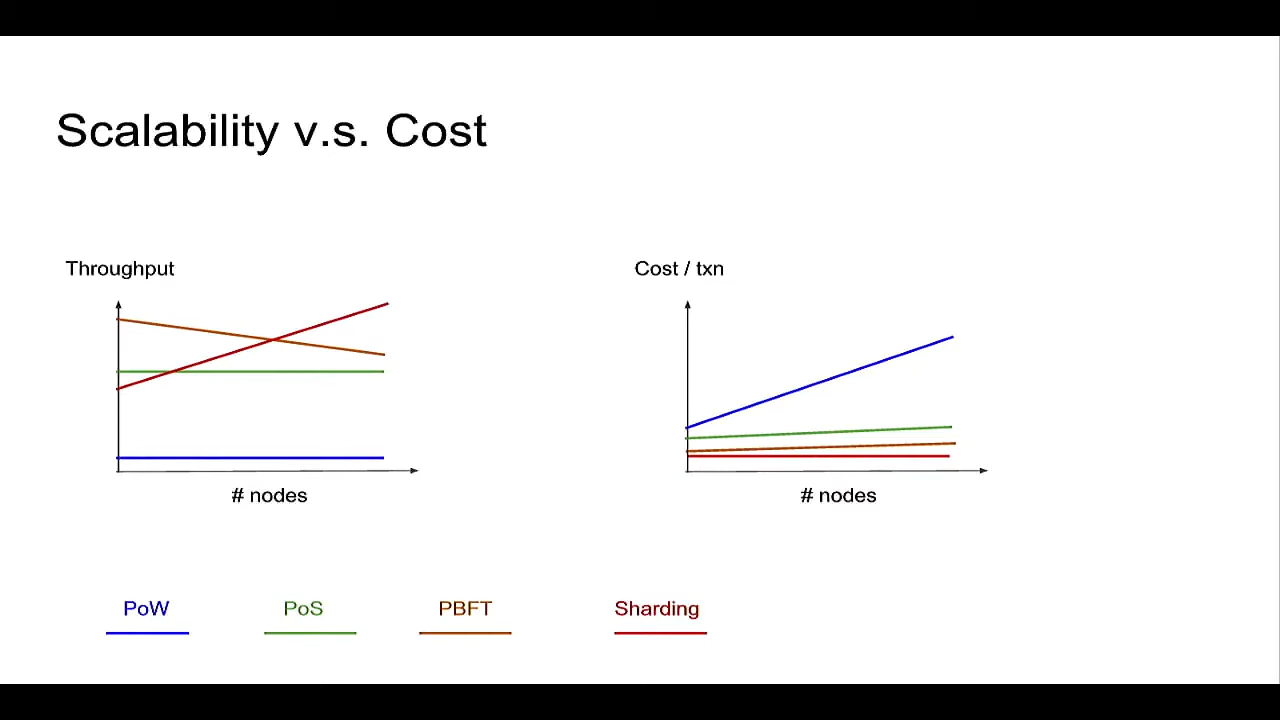 Scalability v.s. Cost
Throughput
Cost / txn
# nodes
# nodes
PoW
PoS
PBFT
Sharding